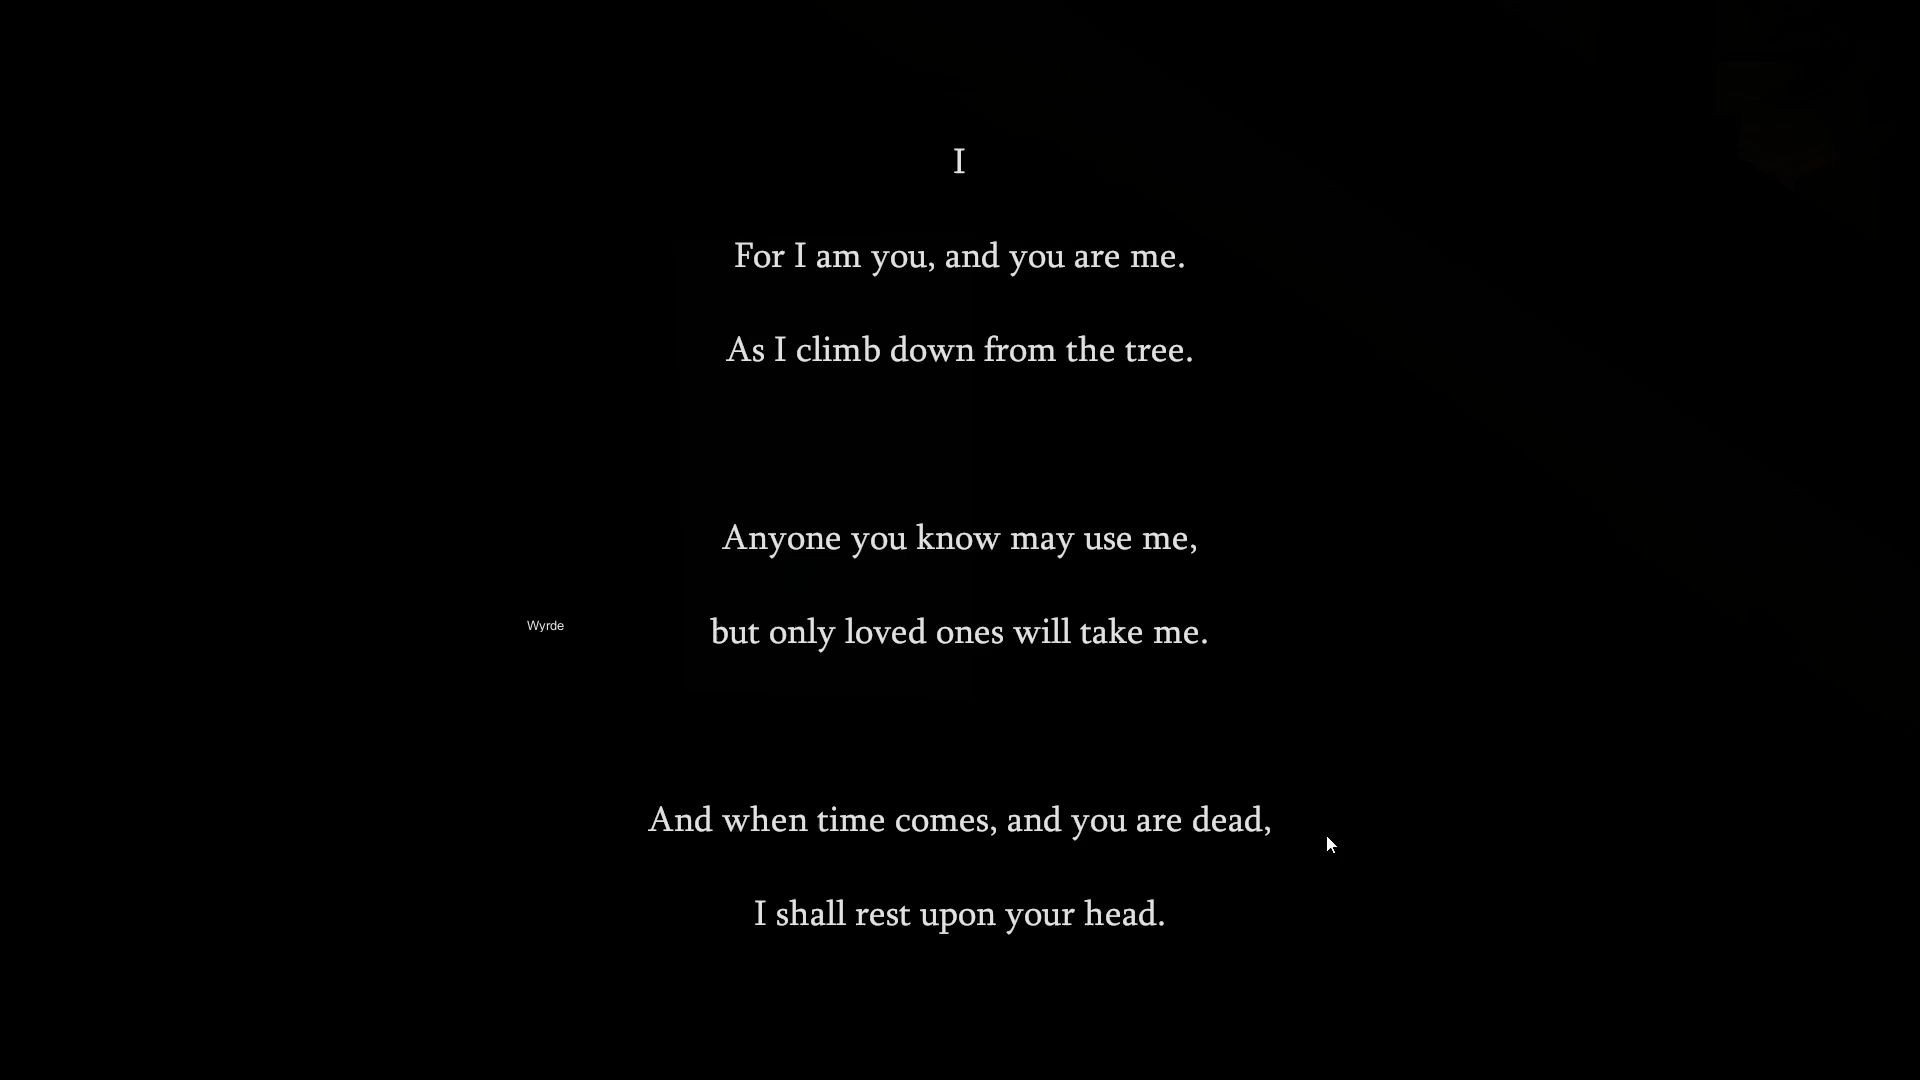 I
For I am you, and you are me.
As I climb down from the tree.
Anyone you know may use me,
Wyrde
but only loved ones will take me.
And when time comes, and you are dead,
I shall rest upon your head.